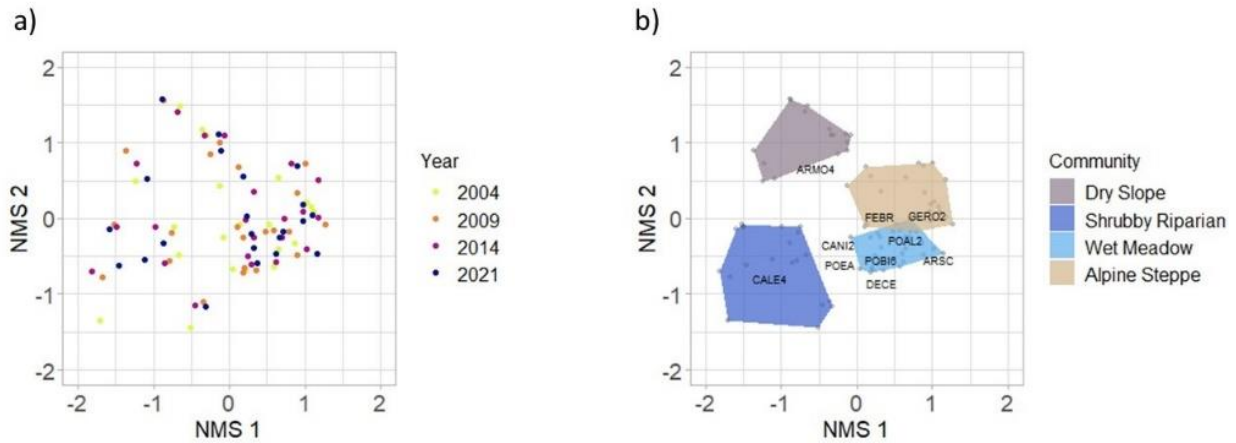 a)
2
1
0
-1
-2
NMS 2
-2 -1 0 1 2
NMS 1
Year
2004
2009
2014
2021
b)
2
1
0
-1
-2
NMS 2
ARMO4
FEBR GERO2
CANI2 POAL2
POEA POBI6 ARSC
CALE4 DECE
-2 -1 0 1 2
NMS 1
Community
Dry Slope
Shrubby Riparian
Wet Meadow
Alpine Steppe